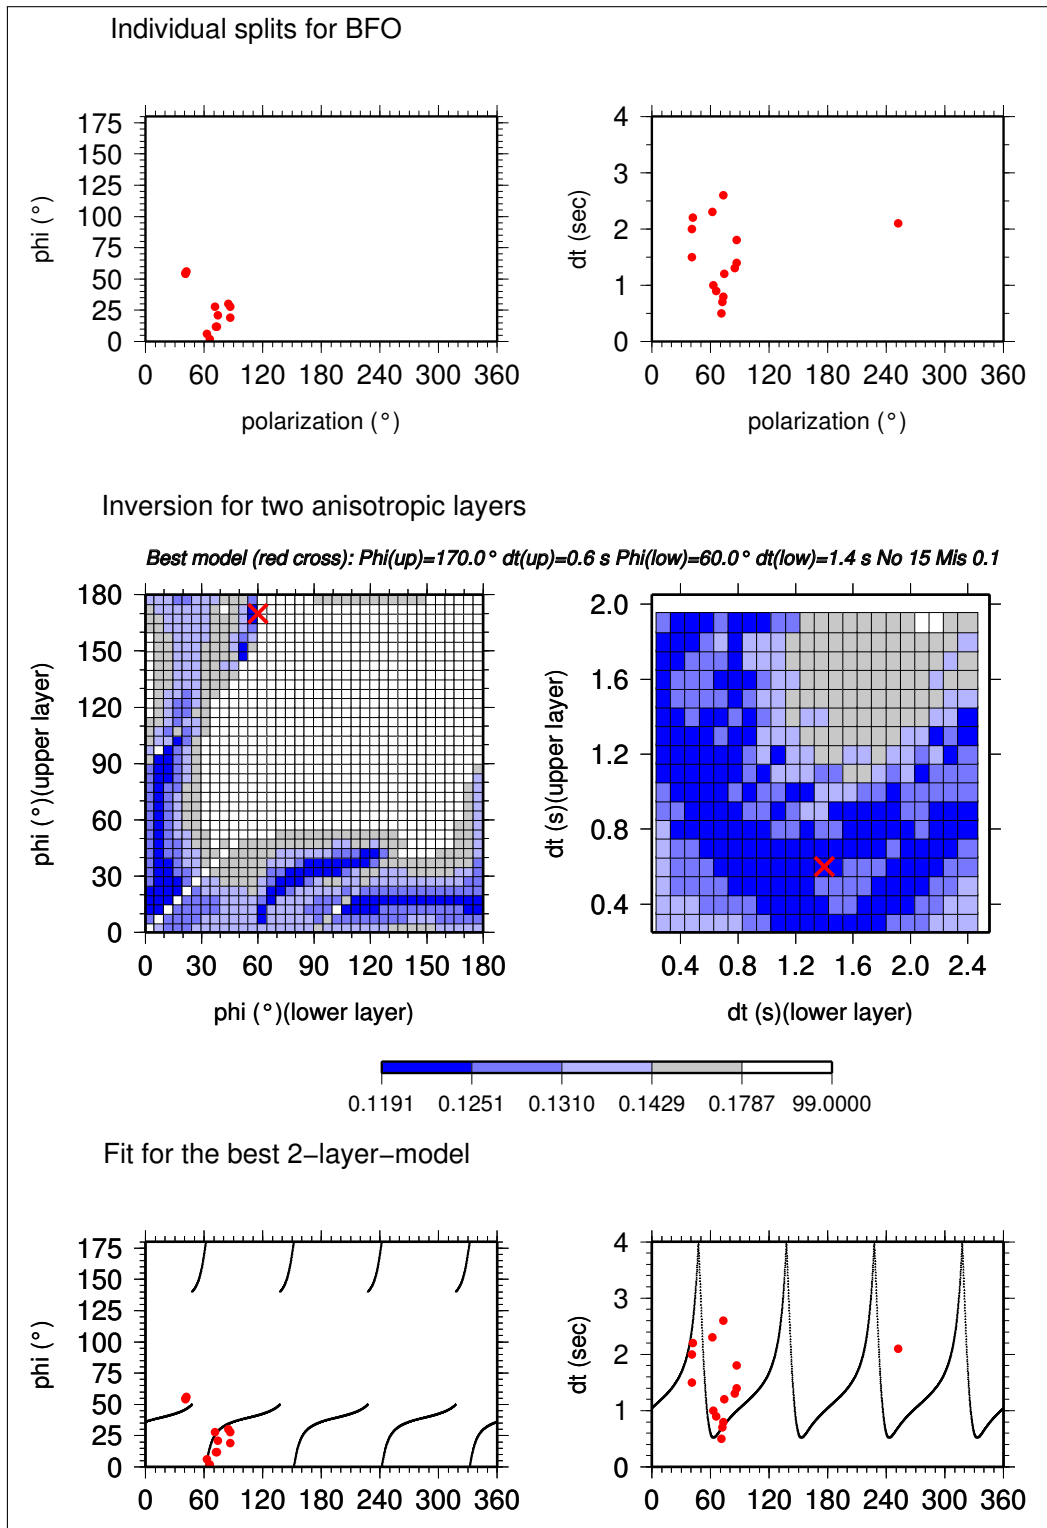 Individual splits for BFO
175
150
125
100
75
50
25
0
phi (°)
0 60 120 180 240 300 360
polarization (°)
4
3
2
1
0
dt (sec)
0 60 120 180 240 300 360
polarization (°)
Inversion for two anisotropic layers
Best model (red cross): Phi(up)=170.0° dt(up)=0.6 s Phi(low)=60.0° dt(low)=1.4 s No 15 Mis 0.1
180
150
120
90
60
30
0
phi (°)(upper layer)
0 30 60 90 120 150 180
phi (°)(lower layer)
2.0
1.6
1.2
0.8
0.4
dt (s)(upper layer)
0.4 0.8 1.2 1.6 2.0 2.4
dt (s)(lower layer)
0.1191 0.1251 0.1310 0.1429 0.1787 99.0000
Fit for the best 2−layer−model
175
150
125
100
75
50
25
0
phi (°)
0 60 120 180 240 300 360
4
3
2
1
0
dt (sec)
0 60 120 180 240 300 360